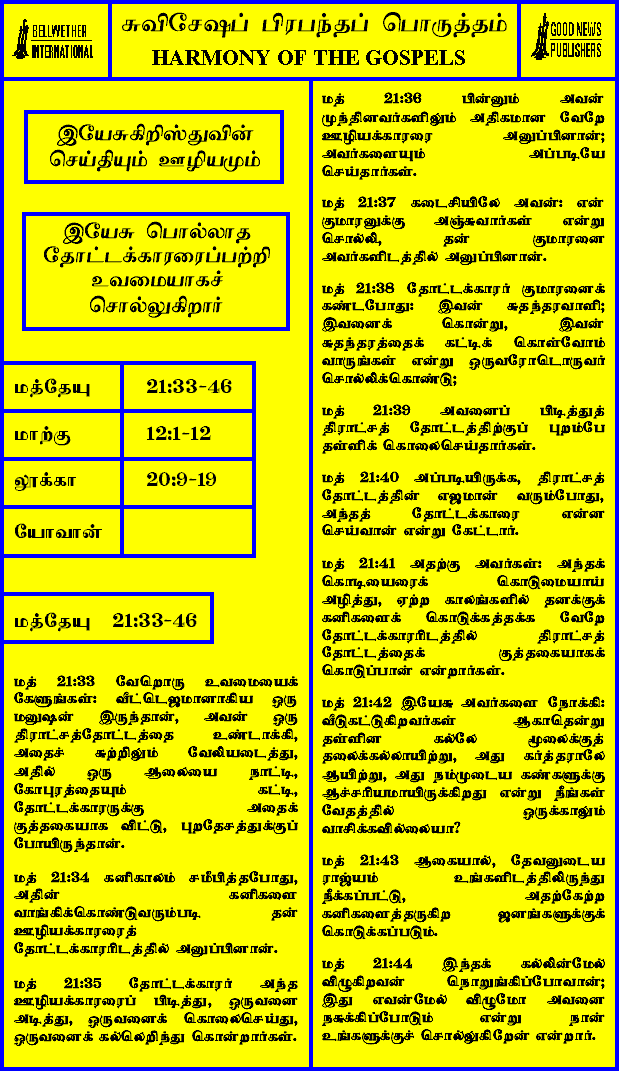 BELLWETHER
INTERNATIONAL
சுவிசேஷப் பிரபந்தப் பொருத்தம்
HARMONY OF THE GOSPELS
GOOD NEWS
PUBLISHERS
இயேசுகிறிஸ்துவின்
செய்தியும் ஊழியமும்
இயேசு பொல்லாத
தோட்டக்காரரைப்பற்றி
உவமையாகச்
சொல்லுகிறார்
மத்தேயு 21:33-46
மாற்கு 12:1-12
லூக்கா 20:9-19
யோவான்
மத்தேயு 21:33-46
மத் 21:33 வேறொரு உவமையைக்
கேளுங்கள்: வீட்டெஜமானாகிய ஒரு
மனுஷன் இருந்தான், அவன் ஒரு
திராட்சத்தோட்டத்தை உண்டாக்கி,
அதைச் சுற்றிலும் வேலியடைத்து,
அதில் ஒரு ஆலையை நாட்டி,
கோபுரத்தையும் கட்டி,
தோட்டக்காரருக்கு அதைக்
குத்தகையாக விட்டு, புறதேசத்துக்குப்
போயிருந்தான்.
மத் 21:34 கனிகாலம் சமீபித்தபோது,
அதின் கனிகளை
வாங்கிக்கொண்டுவரும்படி தன்
ஊழியக்காரரைத்
தோட்டக்காரரிடத்தில் அனுப்பினான்.
மத் 21:35 தோட்டக்காரர் அந்த
ஊழியக்காரரைப் பிடித்து, ஒருவனை
அடித்து, ஒருவனைக் கொலைசெய்து,
ஒருவனைக் கல்லெறிந்து கொன்றார்கள்.
மத் 21:36 பின்னும் அவன்
முந்தினவர்களிலும் அதிகமான வேறே
ஊழியக்காரரை அனுப்பினான்;
அவர்களையும் அப்படியே
செய்தார்கள்.
மத் 21:37 கடைசியிலே அவன்: என்
குமாரனுக்கு அஞ்சுவார்கள் என்று
சொல்லி, தன் குமாரனை
அவர்களிடத்தில் அனுப்பினான்.
மத் 21:38 தோட்டக்காரர் குமாரனைக்
கண்டபோது: இவன் சுதந்தரவாளி;
இவனைக் கொன்று, இவன்
சுதந்தரத்தைக் கட்டிக் கொள்வோம்
வாருங்கள் என்று ஒருவரோடொருவர்
சொல்லிக்கொண்டு;
மத் 21:39 அவனைப் பிடித்துத்
திராட்சத் தோட்டத்திற்குப் புறம்பே
தள்ளிக் கொலைசெய்தார்கள்.
மத் 21:40 அப்படியிருக்க, திராட்சத்
தோட்டத்தின் எஜமான் வரும்போது,
அந்தத் தோட்டக்காரரை என்ன
செய்வான் என்று கேட்டார்.
மத் 21:41 அதற்கு அவர்கள்: அந்தக்
கொடியைரைக் கொடுமையாய்
அழித்து, ஏற்ற காலங்களில் தனக்குக்
கனிகளைக் கொடுக்கத்தக்க வேறே
தோட்டக்காரரிடத்தில் திராட்சத்
தோட்டத்தைக் குத்தகையாகக்
கொடுப்பான் என்றார்கள்.
மத் 21:42 இயேசு அவர்களை நோக்கி:
வீடுகட்டுகிறவர்கள் ஆகாதென்று
தள்ளின கல்லே மூலைக்குத்
தலைக்கல்லாயிற்று, அது கர்த்தராலே
ஆயிற்று, அது நம்முடைய கண்களுக்கு
ஆச்சரியமாயிருக்கிறது என்று நீங்கள்
வேதத்தில் ஒருக்காலும்
வாசிக்கவில்லையா?
மத் 21:43 ஆகையால், தேவனுடைய
ராஜ்யம் உங்களிடத்திலிருந்து
நீக்கப்பட்டு, அதற்கேற்ற
கனிகளைத்தருகிற ஜனங்களுக்குக்
கொடுக்கப்படும்.
மத் 21:44 இந்தக் கல்லின்மேல்
விழுகிறவன் நொறுங்கிப்போவான்;
இது எவன்மேல் விழுமோ அவனை
நசுக்கிப்போடும் என்று நான்
உங்களுக்குச் சொல்லுகிறேன் என்றார்.